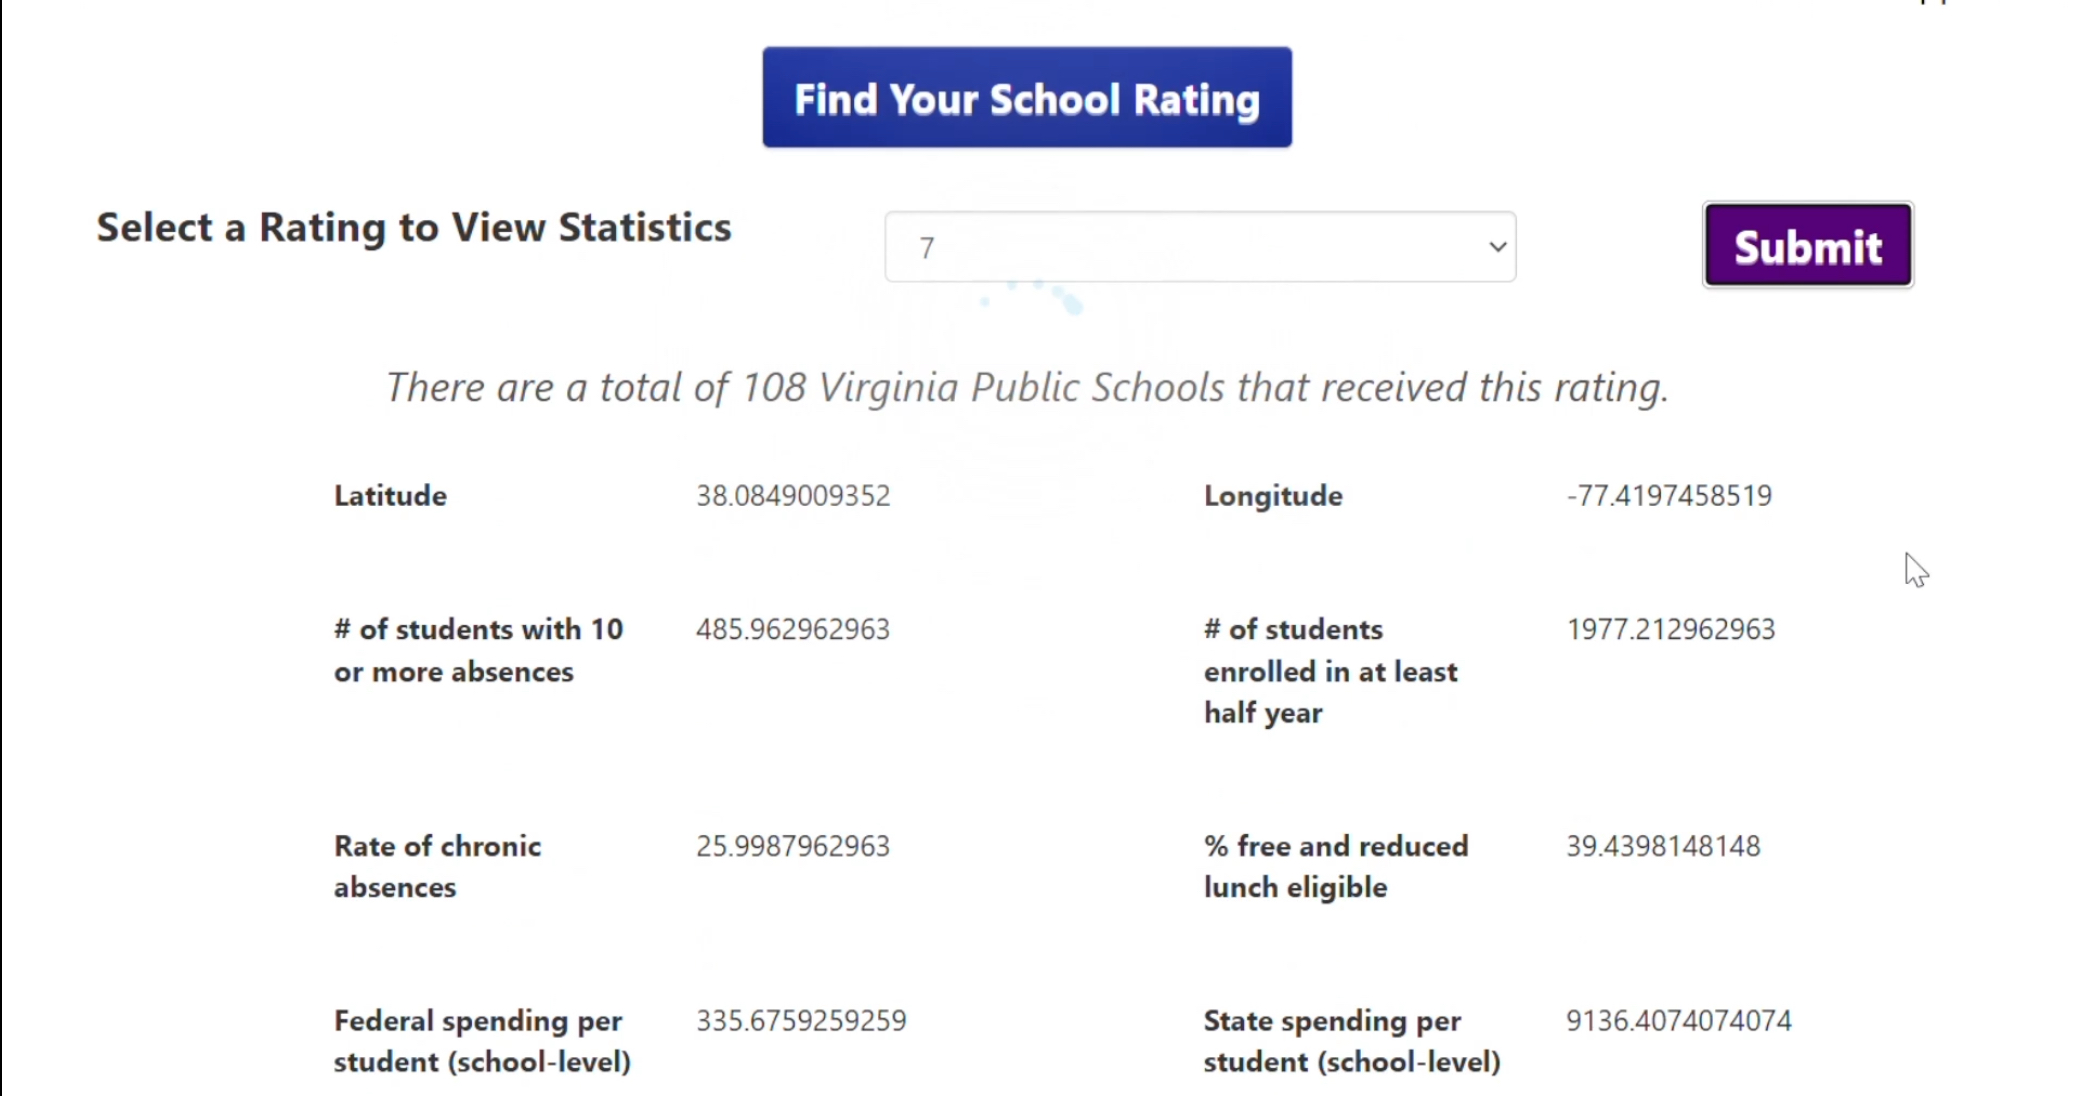 Find Your School Rating
Select a Rating to View Statistics
7
Submit
There are a total of 108 Virginia Public Schools that received this rating.
Latitude 38.0849009352 Longitude -77.4197458519
# of students with 10 485.962962963 # of students 1977.212962963
or more absences enrolled in at least
half year
Rate of chronic 25.9987962963 % free and reduced 39.4398148148
absences lunch eligible
Federal spending per 335.6759259259 State spending per 9136.4074074074
student (school-level) student (school-level)